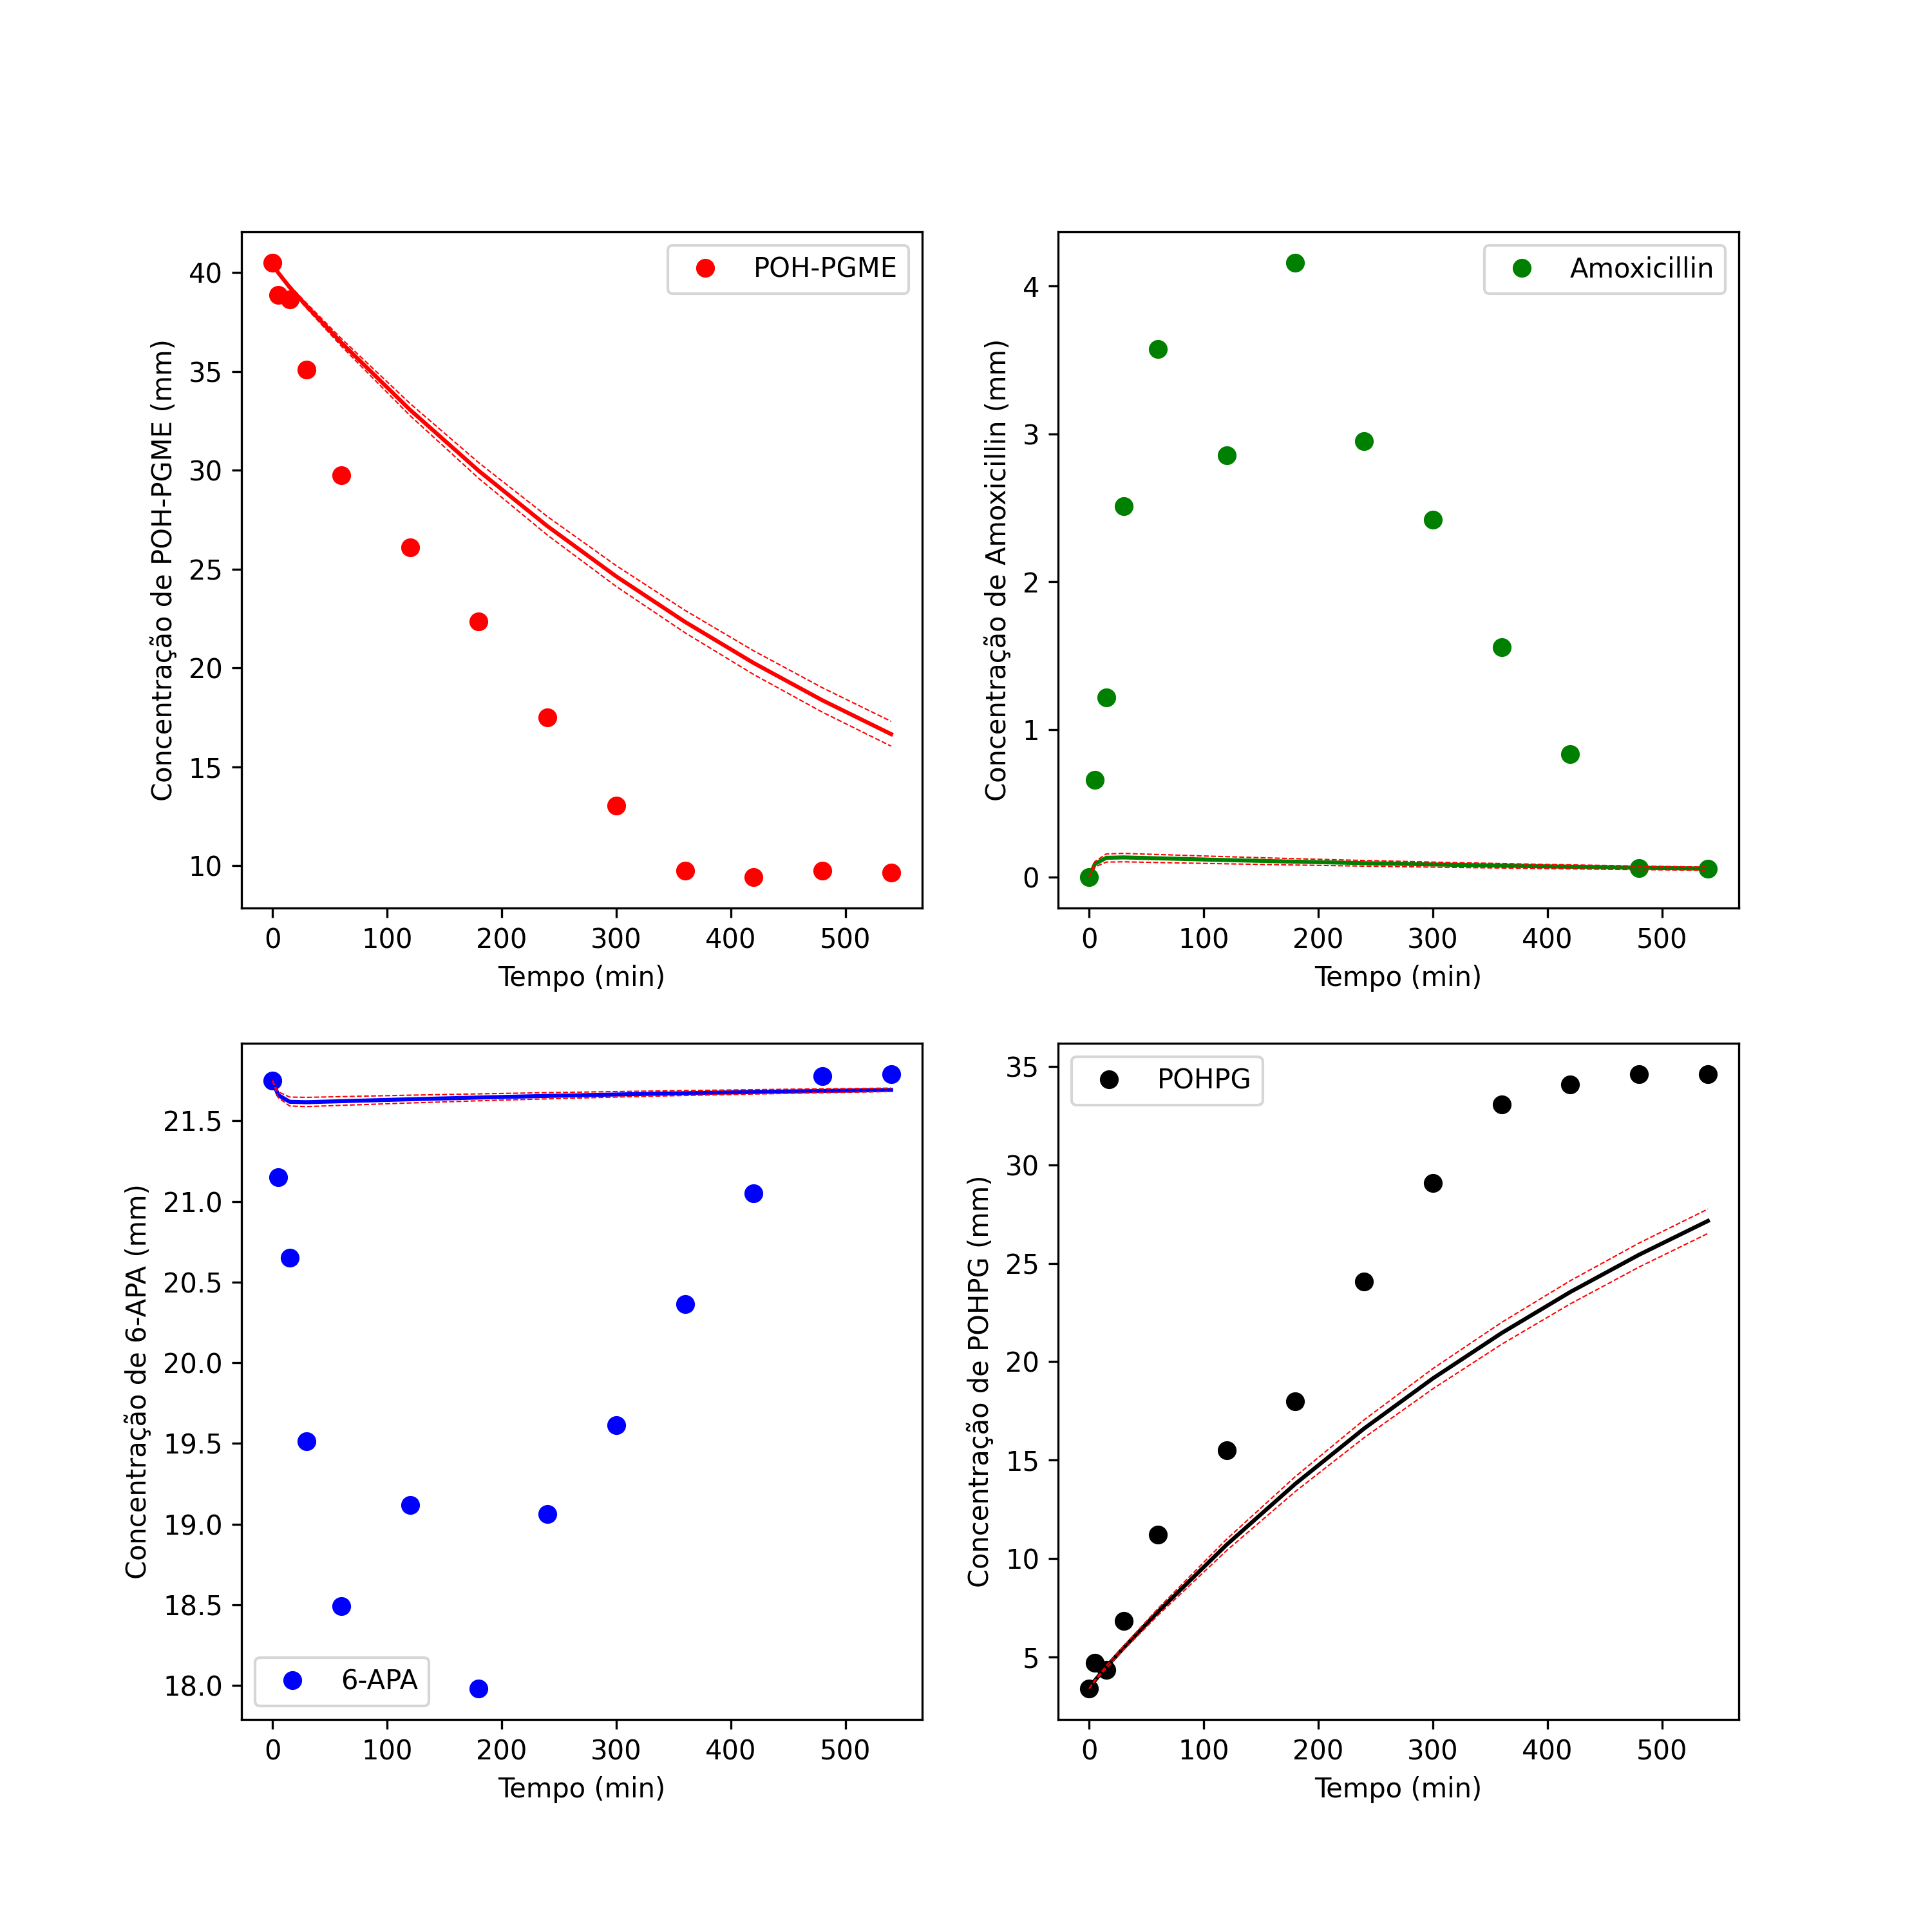 POH-PGME
Concentração de POH-PGME (mm)
40
35
30
25
20
15
10
0 100 200 300 400 500
Tempo (min)
Amoxicillin
Concentração de Amoxicillin (mm)
4
3
2
1
0
0 100 200 300 400 500
Tempo (min)
6-APA
Concentração de 6-APA (mm)
21.5
21.0
20.5
20.0
19.5
19.0
18.5
18.0
0 100 200 300 400 500
Tempo (min)
POHPG
Concentração de POHPG (mm)
35
30
25
20
15
10
5
0 100 200 300 400 500
Tempo (min)